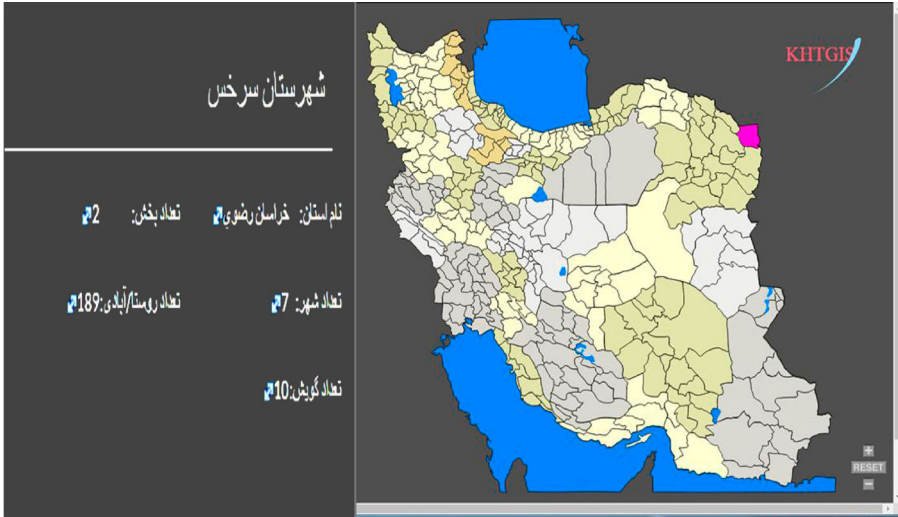 شهرستان سرخس
نام استان: خراسان رضوي
تعداد بخش: 2
تعداد شهر: 7
تعداد روستا/آبادی:189
تعداد گویش:10
KHTGIS
+
RESET
−